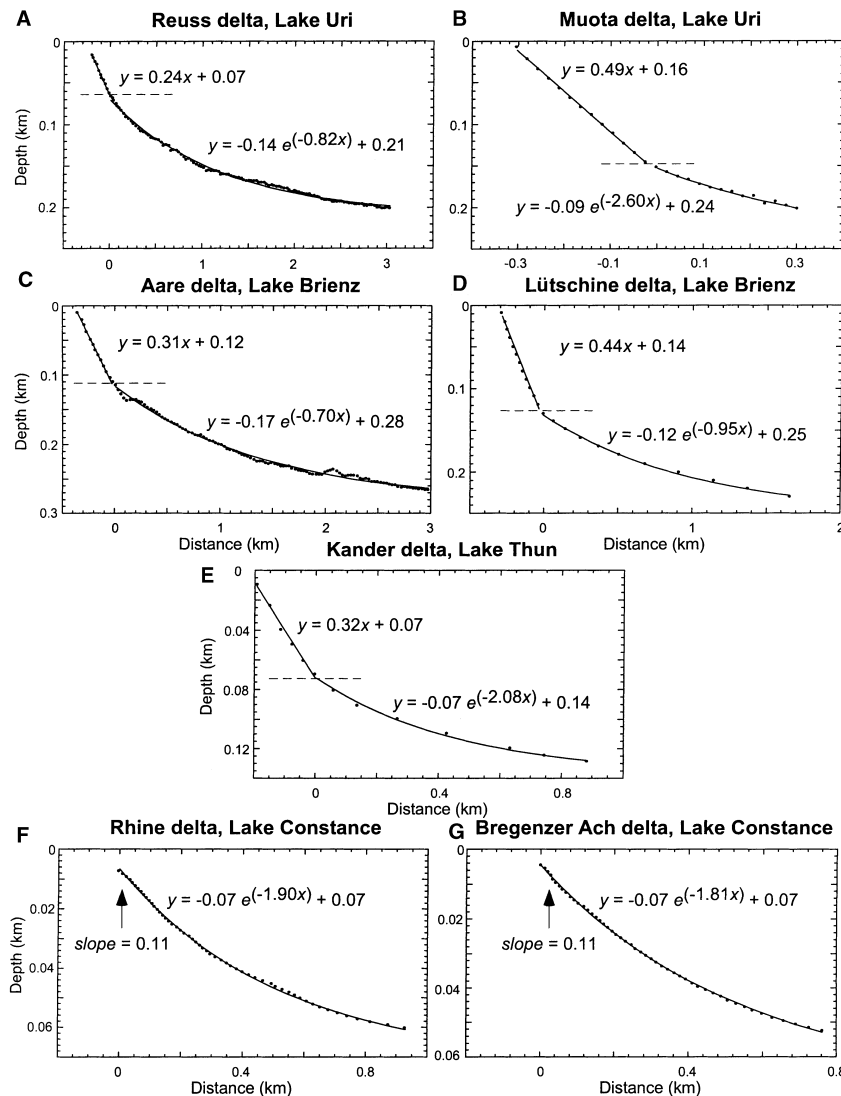 A
Reuss delta, Lake Uri
0
0.1
0.2
Depth (km)
y = 0.24x + 0.07
y = -0.14 e(-0.82x) + 0.21
0 1 2 3
B
Muota delta, Lake Uri
0
0.1
0.2
y = 0.49x + 0.16
y = -0.09 e(-2.60x) + 0.24
-0.3 -0.1 0.1 0.3
C
Aare delta, Lake Brienz
0
0.1
0.2
0.3
Depth (km)
y = 0.31x + 0.12
y = -0.17 e(-0.70x) + 0.28
0 1 2 3
Distance (km)
D
Lütschine delta, Lake Brienz
0
0.1
0.2
y = 0.44x + 0.14
y = -0.12 e(-0.95x) + 0.25
0 1 2
Distance (km)
E
Kander delta, Lake Thun
0
0.04
0.08
0.12
Depth (km)
y = 0.32x + 0.07
y = -0.07 e(-2.08x) + 0.14
0 0.4 0.8
Distance (km)
F
Rhine delta, Lake Constance
0
0.02
0.04
0.06
Depth (km)
y = -0.07 e(-1.90x) + 0.07
slope = 0.11
0 0.4 0.8
Distance (km)
G
Bregenzer Ach delta, Lake Constance
0
0.02
0.04
0.06
y = -0.07 e(-1.81x) + 0.07
slope = 0.11
0 0.4 0.8
Distance (km)